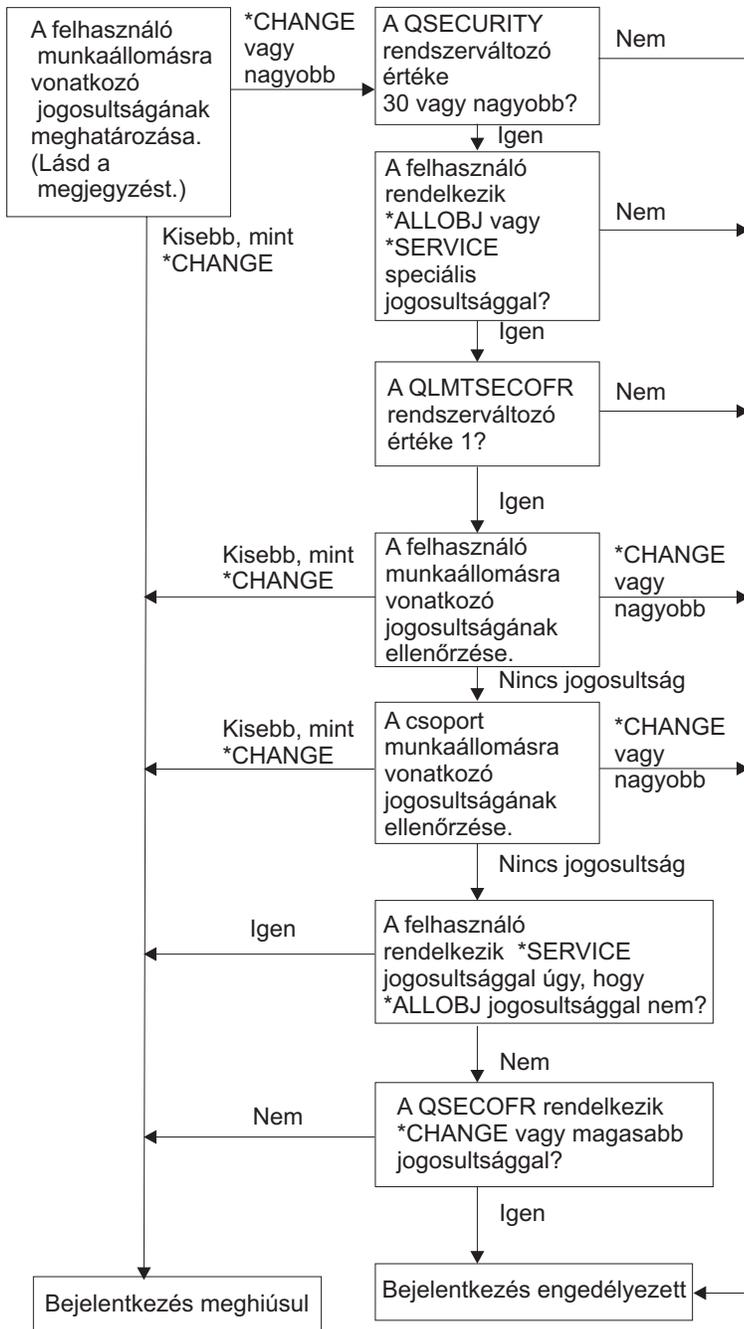 A felhasználó
munkaállomásra
vonatkozó
jogosultságának
meghatározása.
(Lásd a
megjegyzést.)
*CHANGE
vagy
nagyobb
A QSECURITY
rendszerváltozó
értéke
30 vagy nagyobb?
Nem
Igen
Kisebb, mint
*CHANGE
A felhasználó
rendelkezik
*ALLOBJ vagy
*SERVICE
speciális
jogosultsággal?
Nem
Igen
A QLMTSECOFR
rendszerváltozó
értéke 1?
Nem
Igen
Kisebb, mint
*CHANGE
A felhasználó
munkaállomásra
vonatkozó
jogosultságának
ellenőrzése.
*CHANGE
vagy
nagyobb
Nincs jogosultság
Kisebb, mint
*CHANGE
A csoport
munkaállomásra
vonatkozó
jogosultságának
ellenőrzése.
*CHANGE
vagy
nagyobb
Nincs jogosultság
Igen
A felhasználó
rendelkezik *SERVICE
jogosultsággal úgy, hogy
*ALLOBJ jogosultsággal nem?
Nem
Nem
A QSECOFR rendelkezik
*CHANGE vagy magasabb
jogosultsággal?
Igen
Bejelentkezés meghiúsul
Bejelentkezés engedélyezett